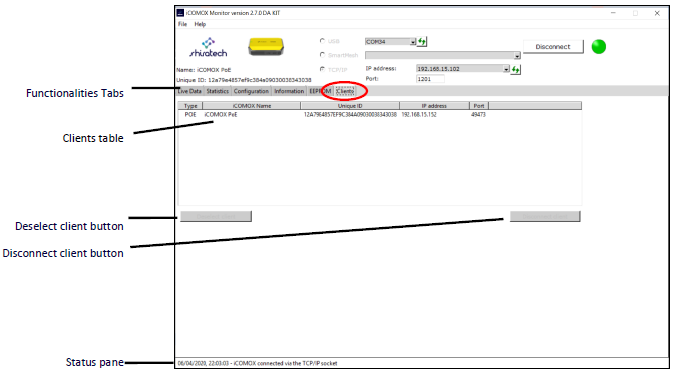 iCOMOX Monitor version 2.7.0 DA KIT
File Help
shiratech
USB
COM34
SmartMesh
Disconnect
Name: iCOMOX PoE
TCP/IP
IP address:
192.168.15.102
Unique ID: 12a79e4857ef9c384a09030038343038
Port:
1201
Functionalities Tabs
Live Data Statistics Configuration Information EEPROM Clients
Type iCOMOX Name Unique ID IP address Port
POE iCOMOX PoE 12A79E4857EF9C384A09030038343038 192.168.15.152 49473
Clients table
Deselect client button
Disconnect client button
Status pane
06/04/2020, 22:03:03 - iCOMOX connected via the TCP/IP socket